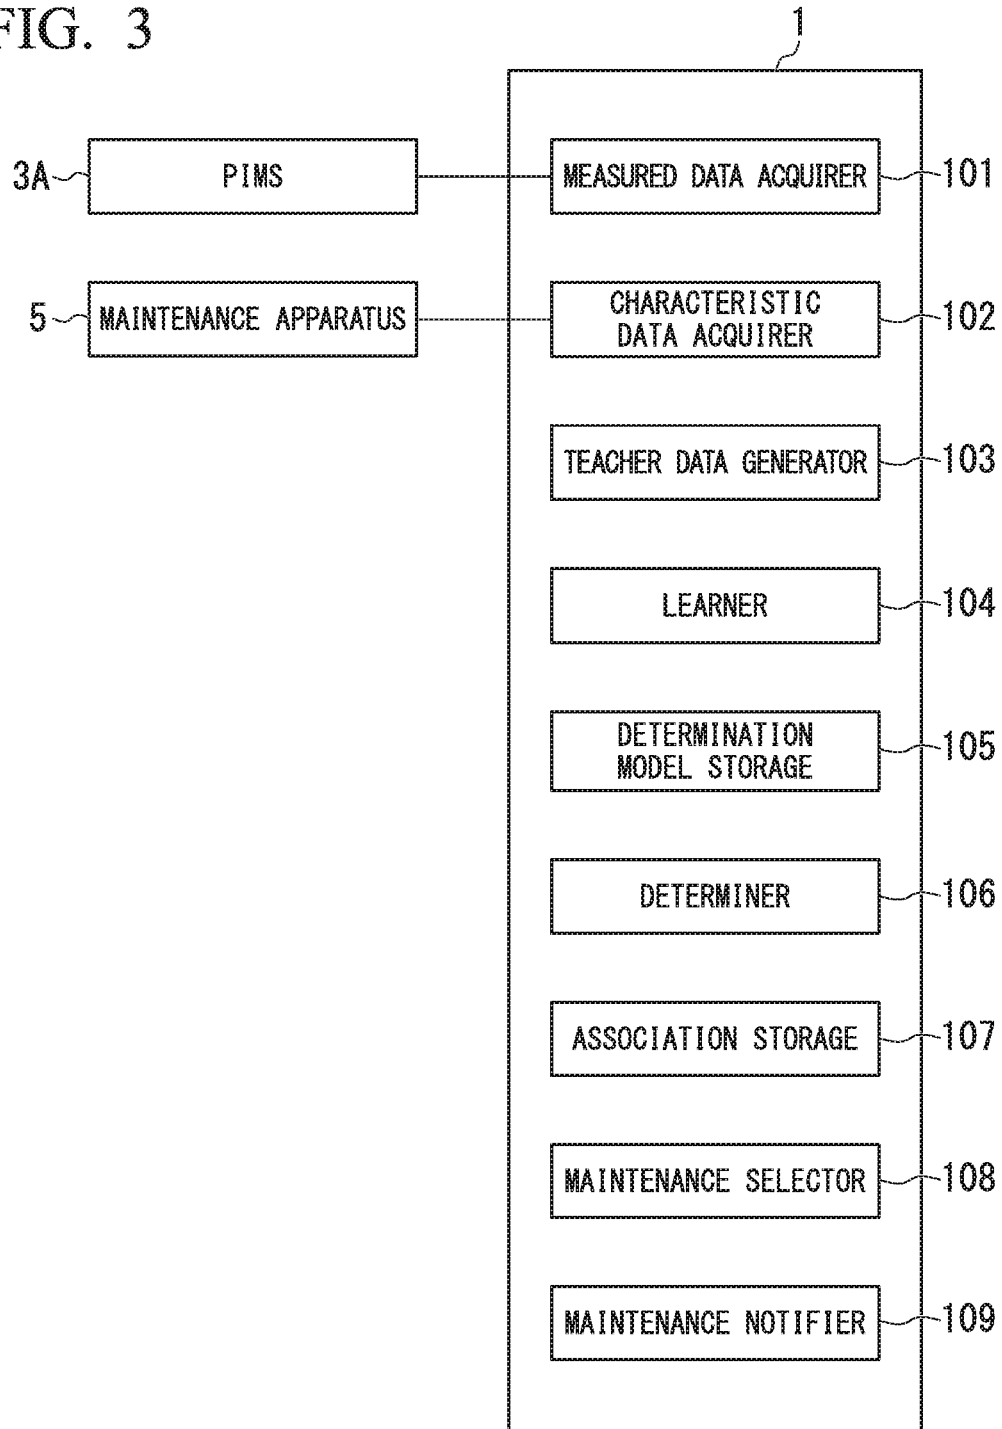 FIG. 3
1
3A
PIMS
MEASURED DATA ACQUIRER
101
5
MAINTENANCE APPARATUS
CHARACTERISTIC
DATA ACQUIRER
102
TEACHER DATA GENERATOR
103
LEARNER
104
DETERMINATION
MODEL STORAGE
105
DETERMINER
106
ASSOCIATION STORAGE
107
MAINTENANCE SELECTOR
108
MAINTENANCE NOTIFIER
109